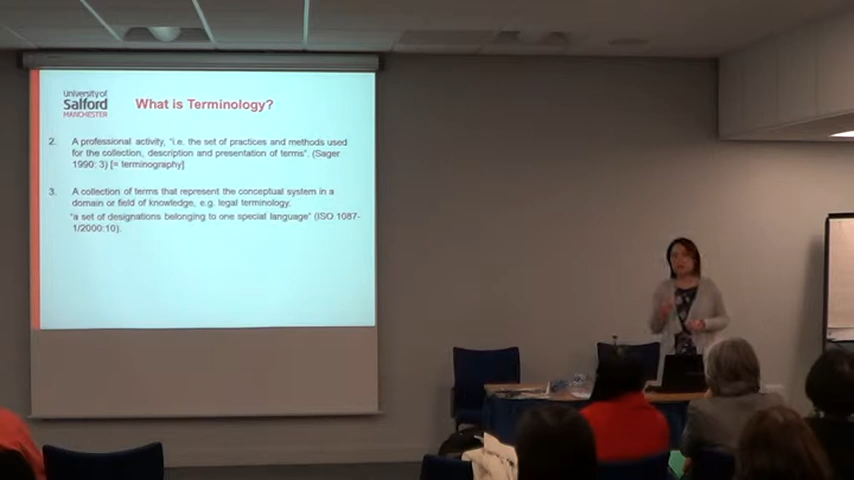 University of
Salford
MANCHESTER
What is Terminology?
2. A professional activity, “i.e. the set of practices and methods used
for the collection, description and presentation of terms”. (Sager
1990: 3) [= terminography]
3. A collection of terms that represent the conceptual system in a
domain or field of knowledge, e.g. legal terminology.
“a set of designations belonging to one special language” (ISO 1087-
1/2000:10).